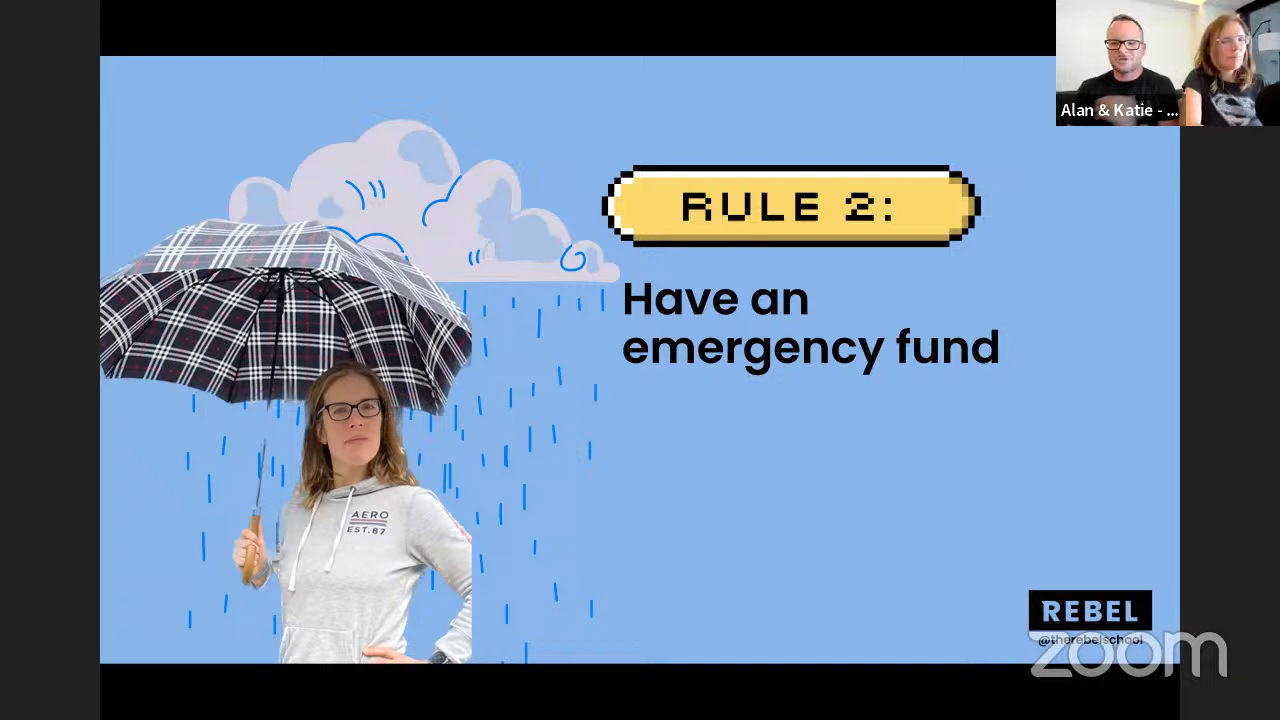 Alan & Katie - ...
RULE 2:
Have an
emergency fund
AERO
EST.87
REBEL
@therebelschool
zoom